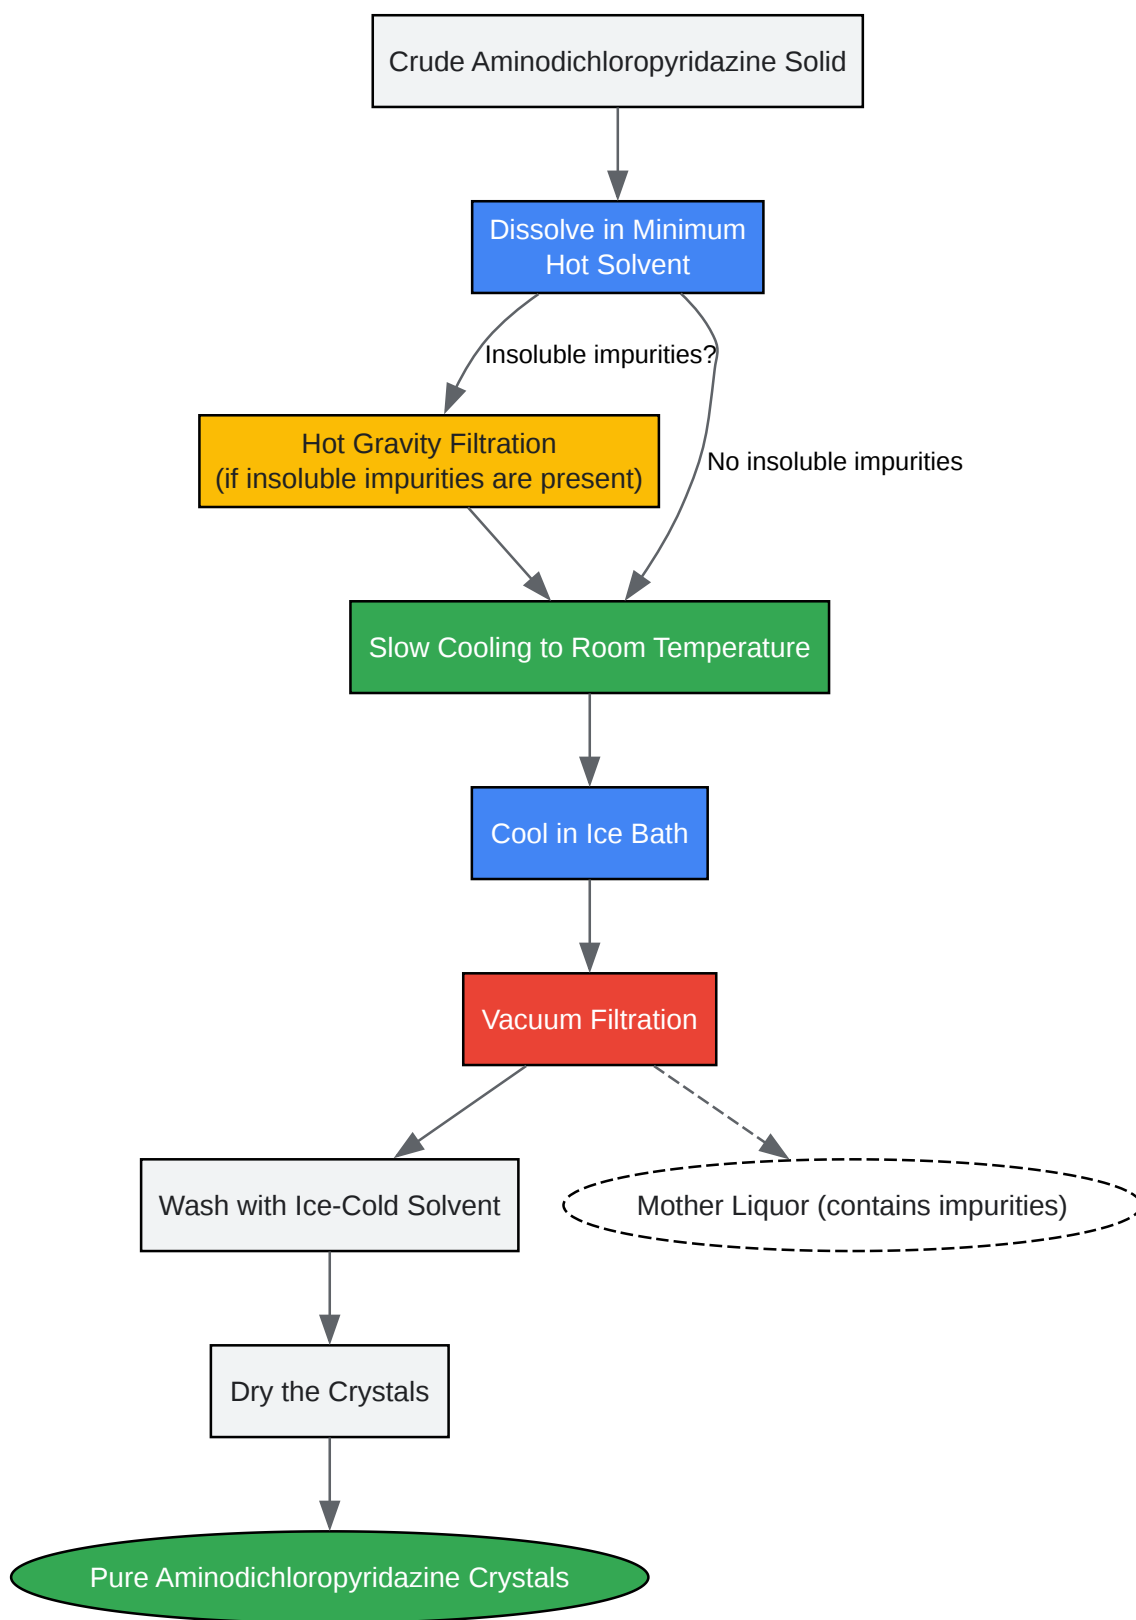 Crude Aminodichloropyridazine Solid
Dissolve in Minimum
Hot Solvent
Insoluble impurities?
Hot Gravity Filtration
(if insoluble impurities are present)
No insoluble impurities
Slow Cooling to Room Temperature
Cool in Ice Bath
Vacuum Filtration
Wash with Ice-Cold Solvent
Mother Liquor (contains impurities)
Dry the Crystals
Pure Aminodichloropyridazine Crystals